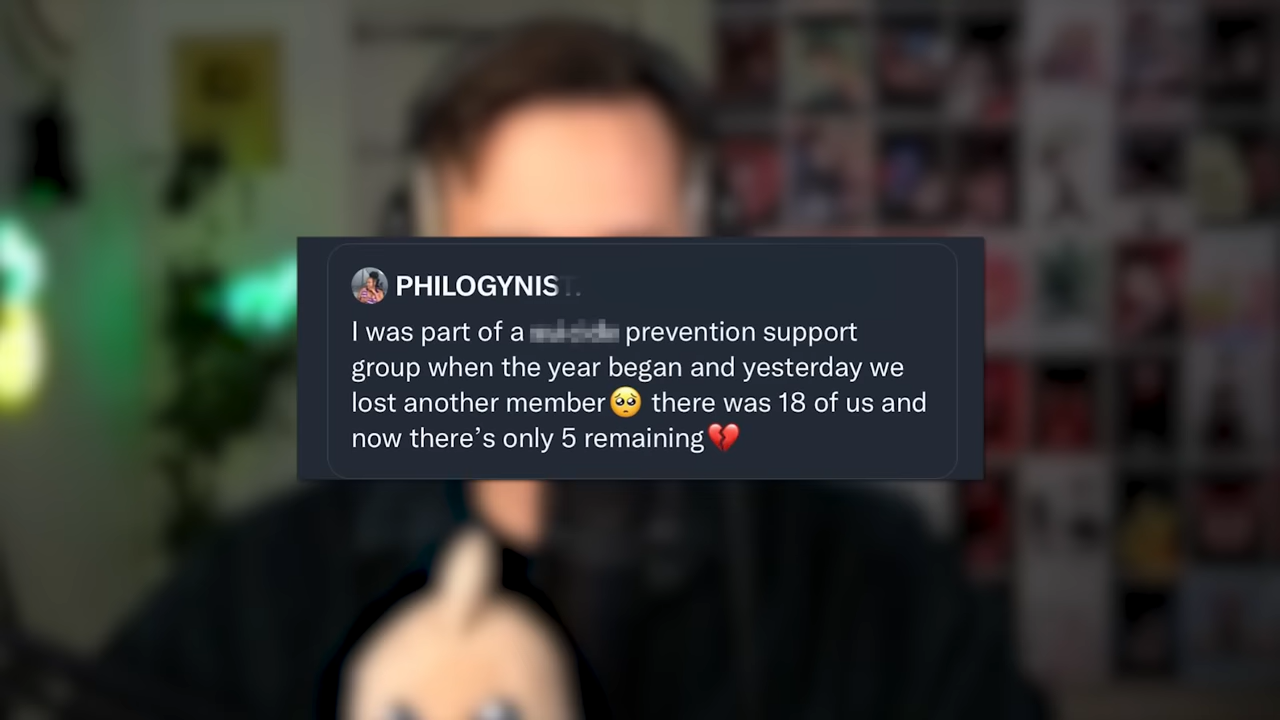 PHILOGYNIST.
I was part of a prevention support
group when the year began and yesterday we
lost another member🥺 there was 18 of us and
now there's only 5 remaining💔